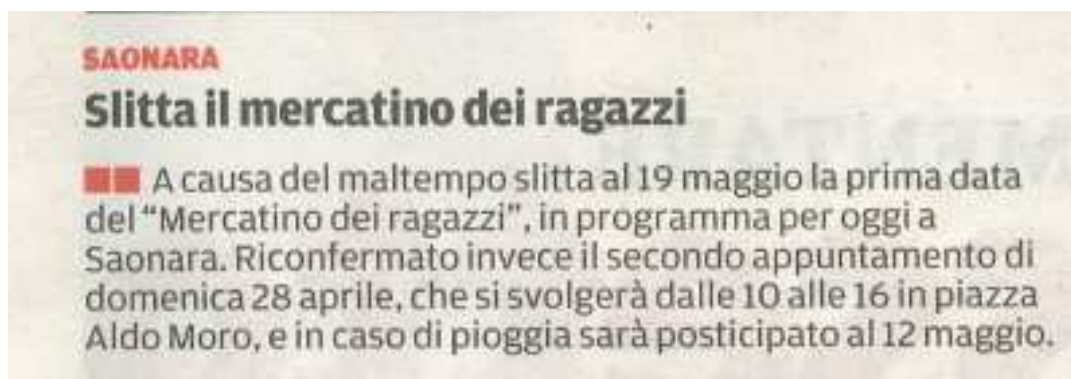 SAONARA
Slitta il mercatino dei ragazzi
A causa del maltempo slitta al 19 maggio la prima data
del “Mercatino dei ragazzi”, in programma per oggi a
Saonara. Riconfermato invece il secondo appuntamento di
domenica 28 aprile, che si svolgerà dalle 10 alle 16 in piazza
Aldo Moro, e in caso di pioggia sarà posticipato al 12 maggio.